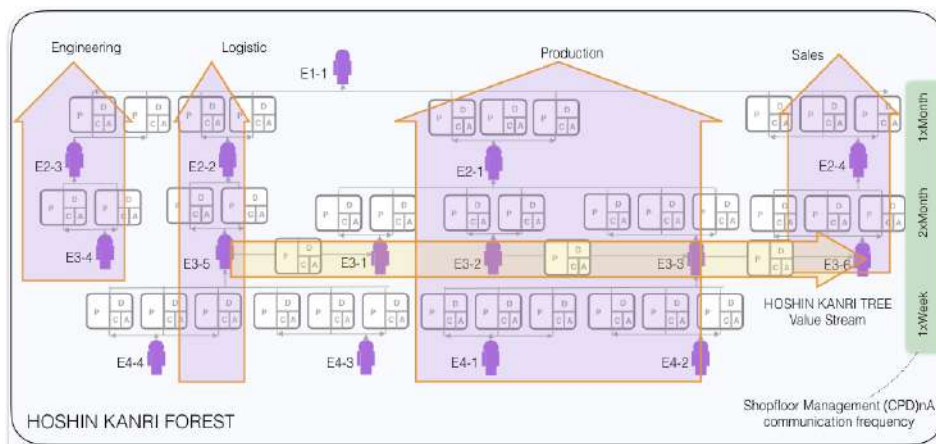 Engineering
Logistic
Production
Sales
E1-1
D D D D D D D D D D
P P P P P P P P P P
C A C A C A C A C A C A C A C A C A C A
E2-3
E2-2
E2-1
E2-4
1xMonth
D D D D D D D D D D D D D D
P P P P P P P P P P P P P P
C A C A C A C A C A C A C A C A C A C A C A C A C A C A
2xMonth
E3-4
E3-5
D
P
C A
E3-1
E3-2
D
P
C A
E3-3
D
P
C A
E3-6
D D D D D D D D D D D D
P P P P P P P P P P P P
C A C A C A C A C A C A C A C A C A C A C A C A
HOSHIN KANRI TREE
Value Stream
1xWeek
E4-4
E4-3
E4-1
E4-2
HOSHIN KANRI FOREST
Shopfloor Management (CPD)nA
communication frequency